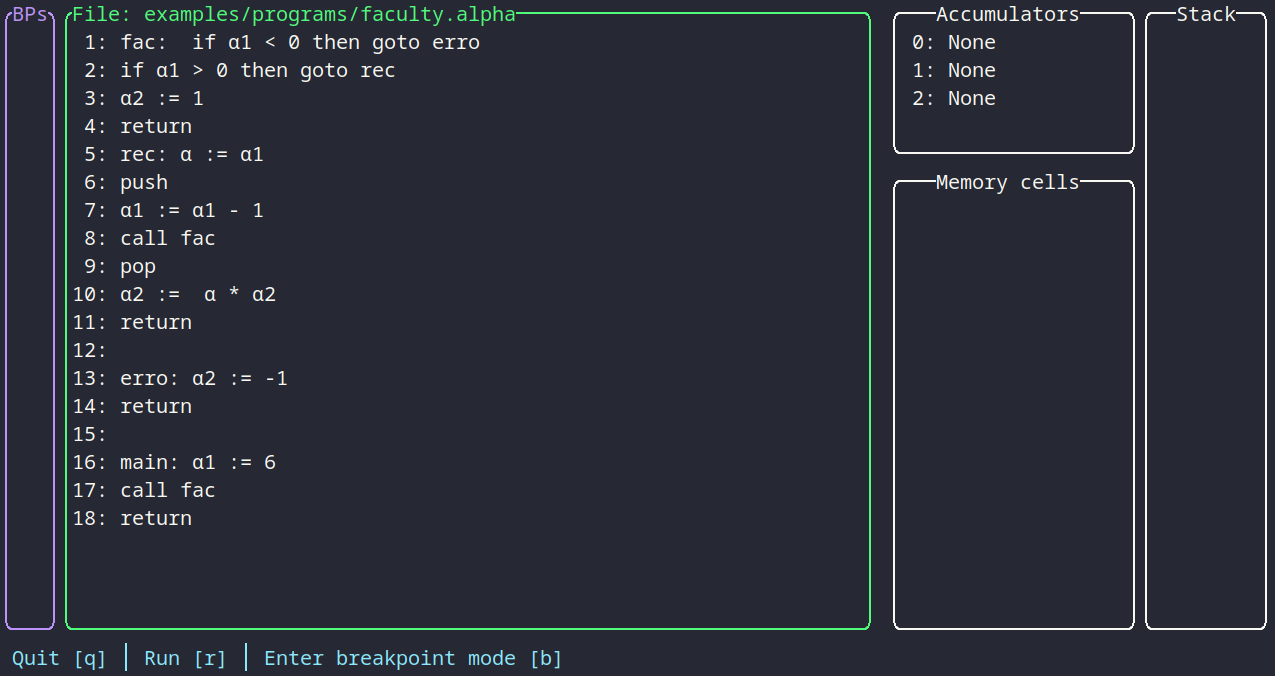 BPs
File: examples/programs/faculty.alpha
1: fac:  if α1 < 0 then goto erro
2: if α1 > 0 then goto rec
3: α2 := 1
4: return
5: rec: α := α1
6: push
7: α1 := α1 - 1
8: call fac
9: pop
10: α2 :=  α * α2
11: return
12:
13: erro: α2 := -1
14: return
15:
16: main: α1 := 6
17: call fac
18: return
Accumulators
0: None
1: None
2: None
Memory cells
Stack
Quit [q] │ Run [r] │ Enter breakpoint mode [b]